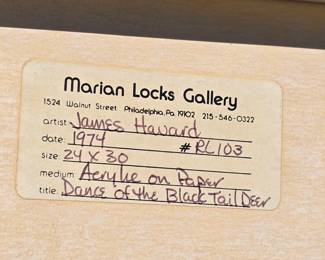 Marian Locks Gallery
1524 Walnut Street Philadelphia, Pa. 19102 215-546-0322
artist: James Havard
date: 1974 # RL103
size: 24 X 30
medium Acrylic on Paper
title: Dance of the Black Tail Deer